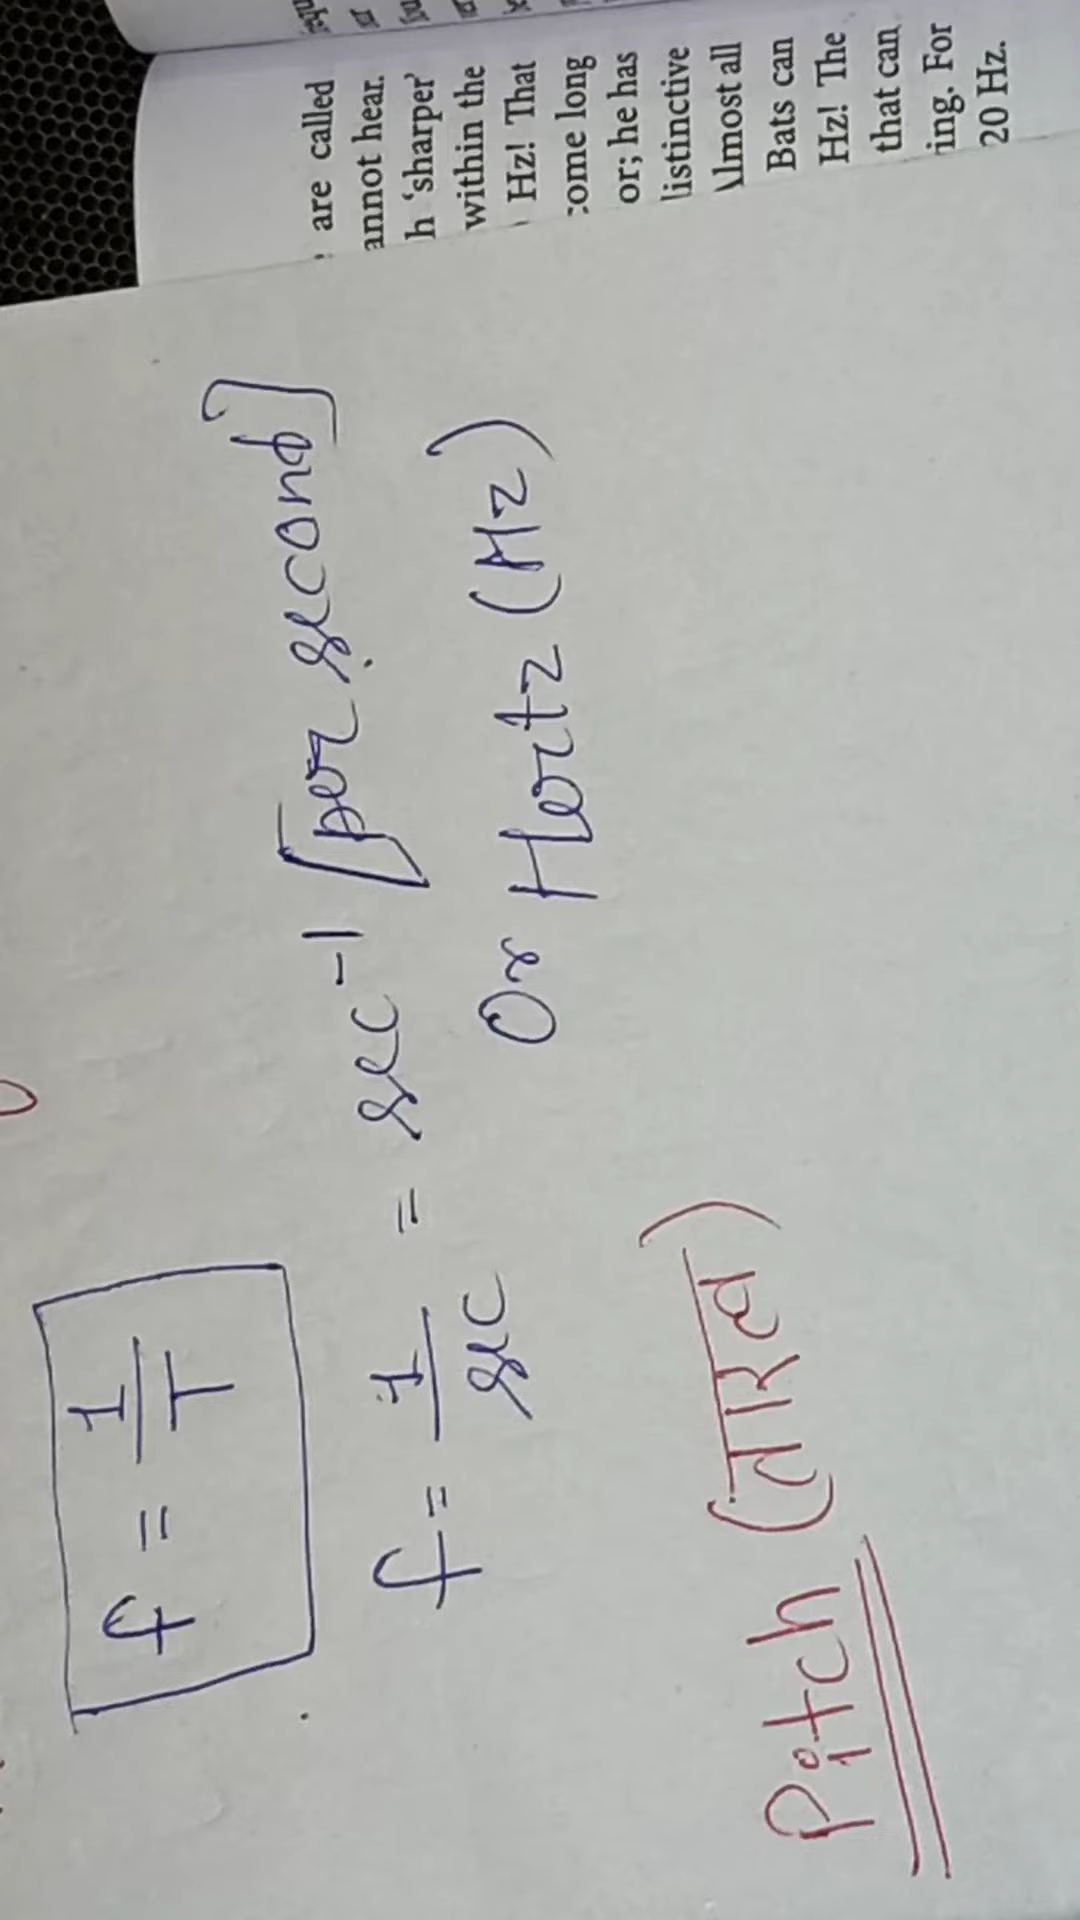 are called
annot hear.
h ‘sharper’
within the
Hz! That
come long
or; he has
listinctive
Almost all
Bats can
Hz! The
that can
ing. For
20 Hz.
f = 1/T
f = 1/sec = sec⁻¹ [per second]
Or Hertz (Hz)
Pitch (तारत्व)